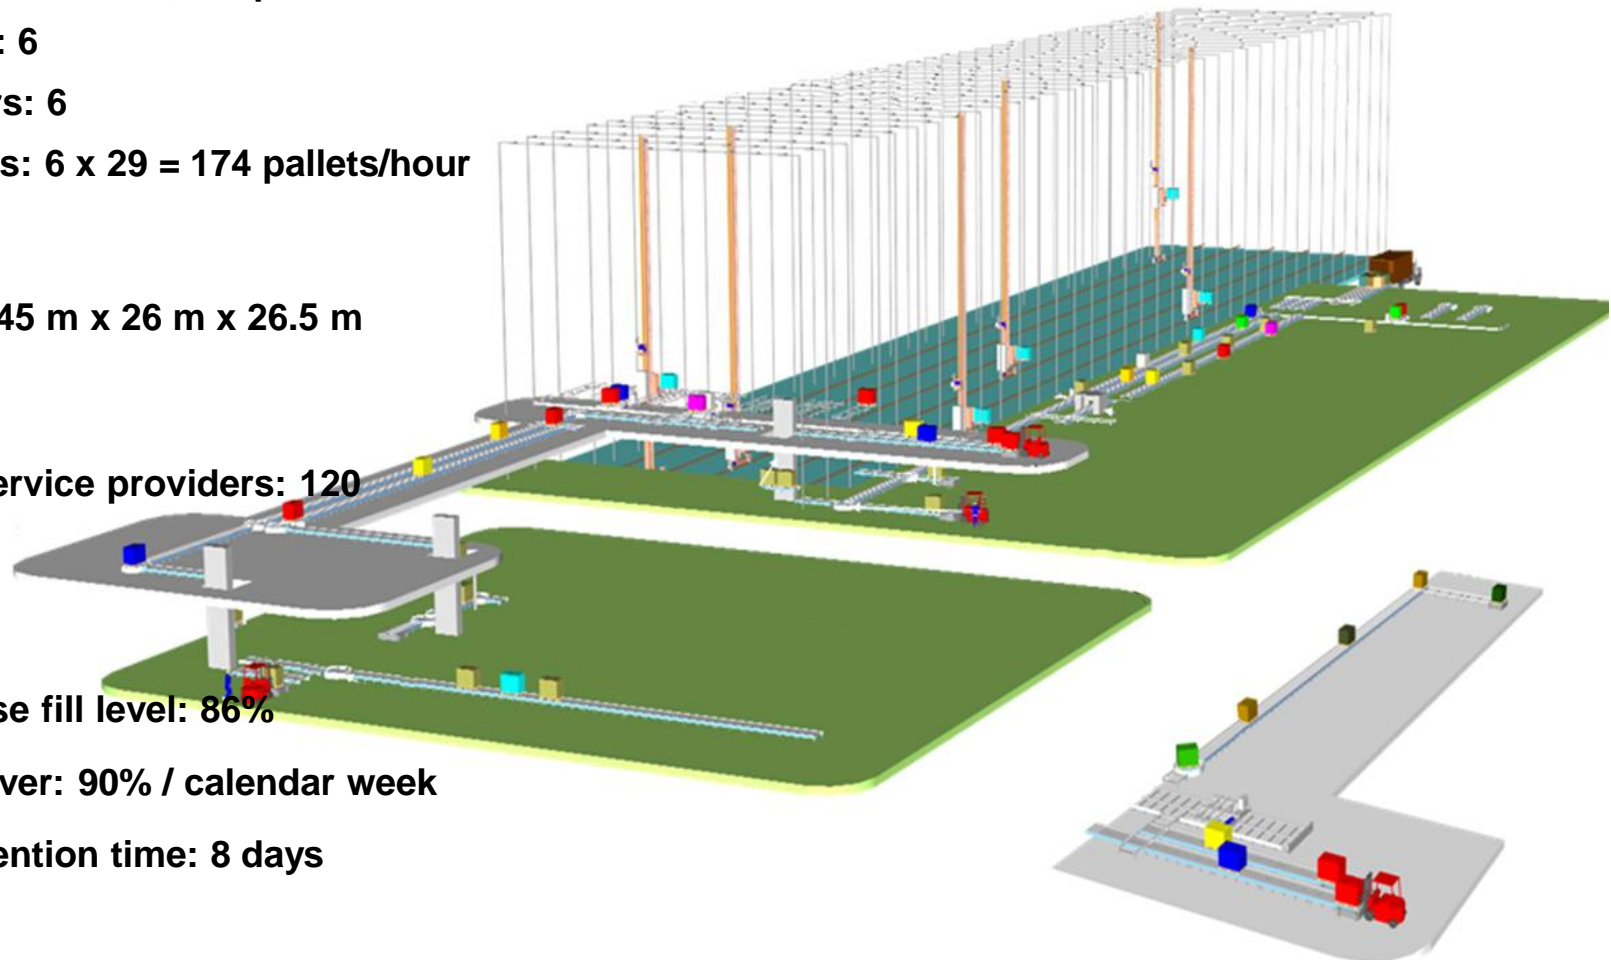 : 6
rs: 6
s: 6 x 29 = 174 pallets/hour
45 m x 26 m x 26.5 m
ervice providers: 120
se fill level: 86%
ver: 90% / calendar week
ention time: 8 days